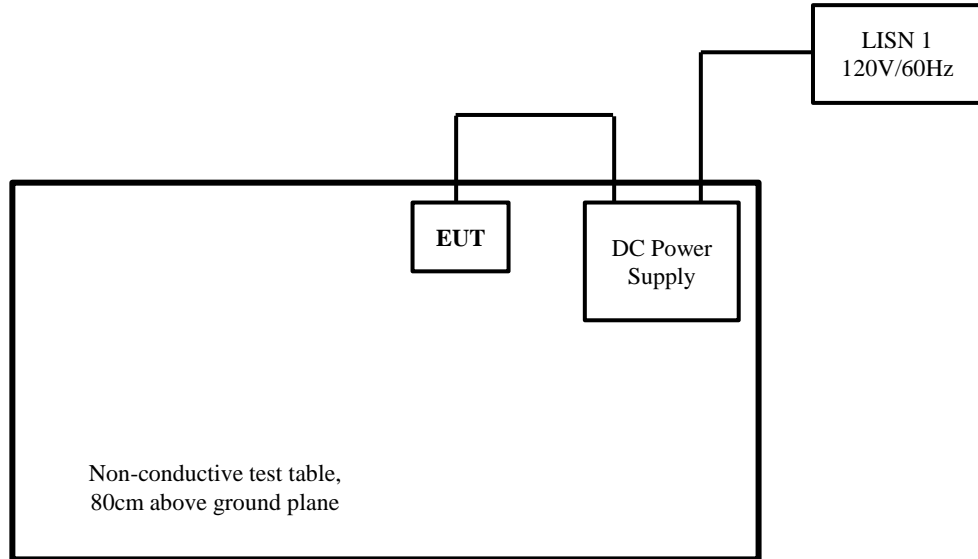 LISN 1
120V/60Hz
EUT
DC Power
Supply
Non-conductive test table,
80cm above ground plane